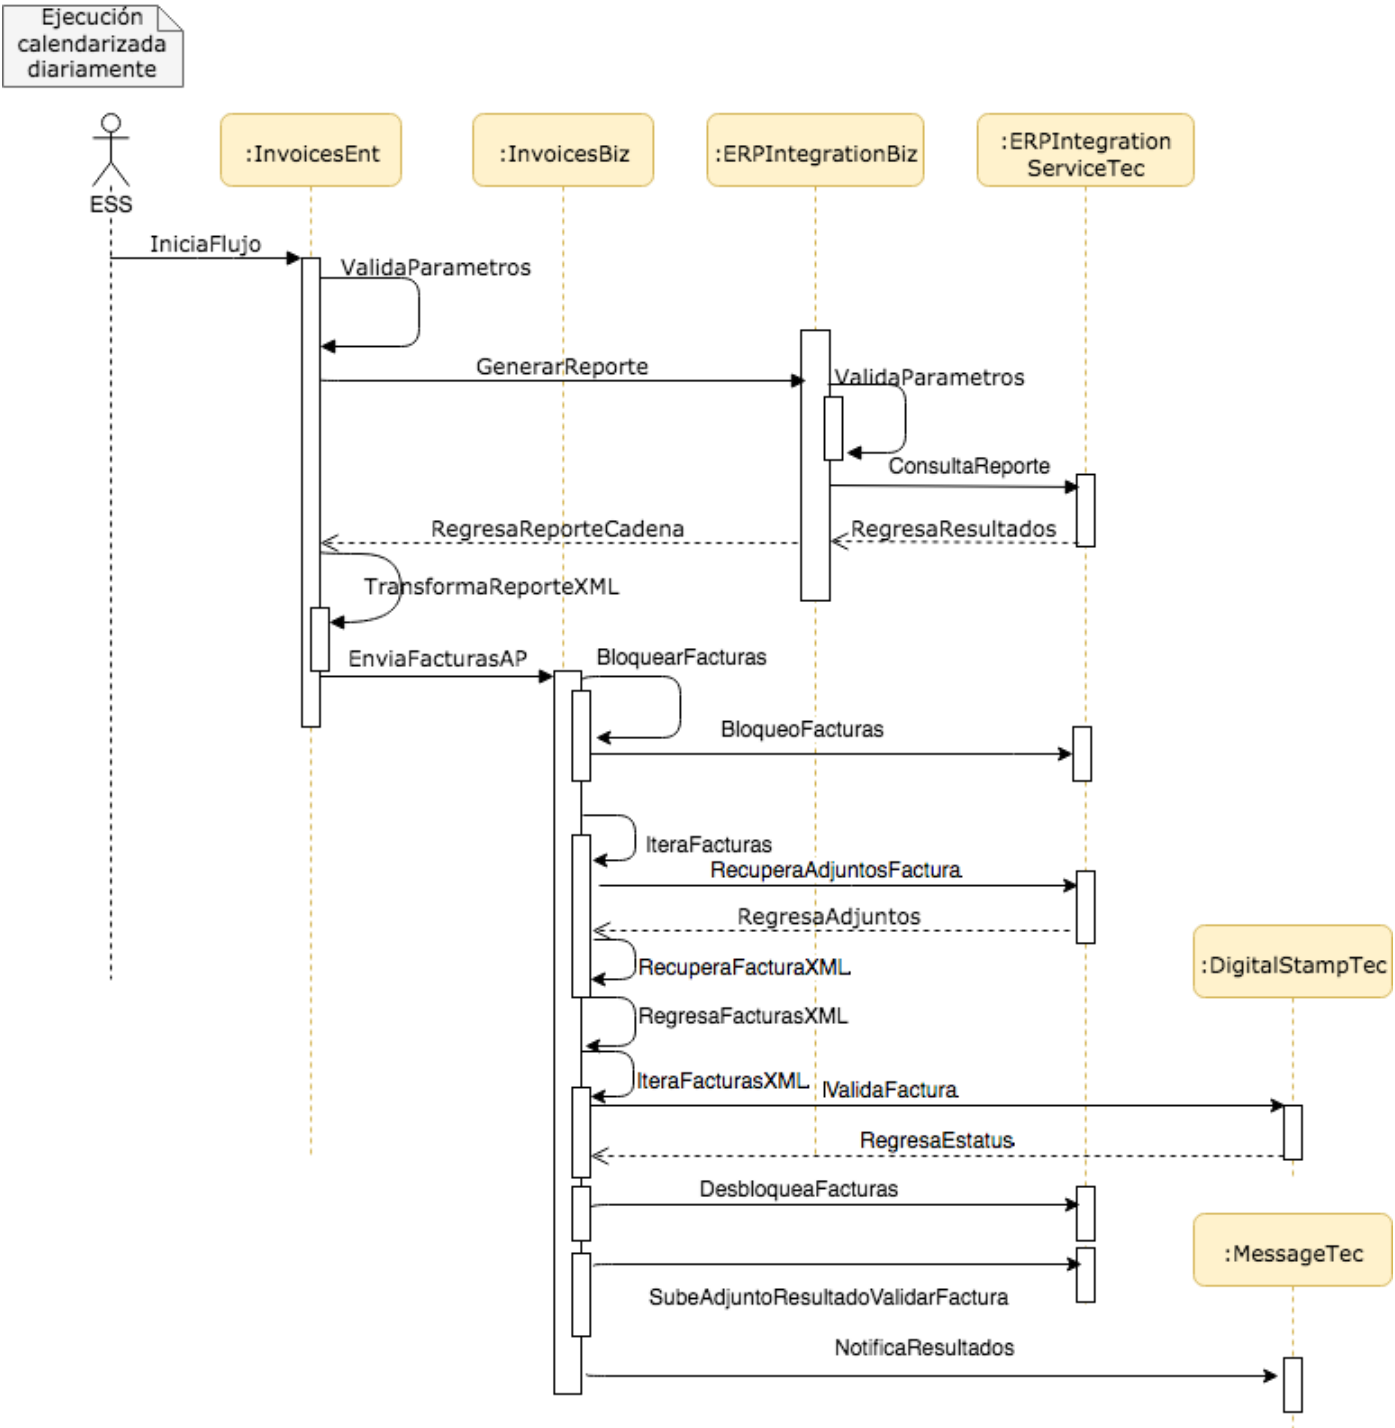 Ejecución
calendarizada
diariamente
:InvoicesEnt
:InvoicesBiz
:ERPIntegrationBiz
:ERPIntegration
ServiceTec
ESS
IniciaFlujo
ValidaParametros
GenerarReporte
ValidaParametros
ConsultaReporte
RegresaReporteCadena
RegresaResultados
TransformaReporteXML
EnviaFacturasAP
BloquearFacturas
BloqueoFacturas
IteraFacturas
RecuperaAdjuntosFactura
RegresaAdjuntos
:DigitalStampTec
RecuperaFacturaXML
RegresaFacturasXML
IteraFacturasXML
ValidaFactura
RegresaEstatus
DesbloqueaFacturas
:MessageTec
SubeAdjuntoResultadoValidarFactura
NotificaResultados